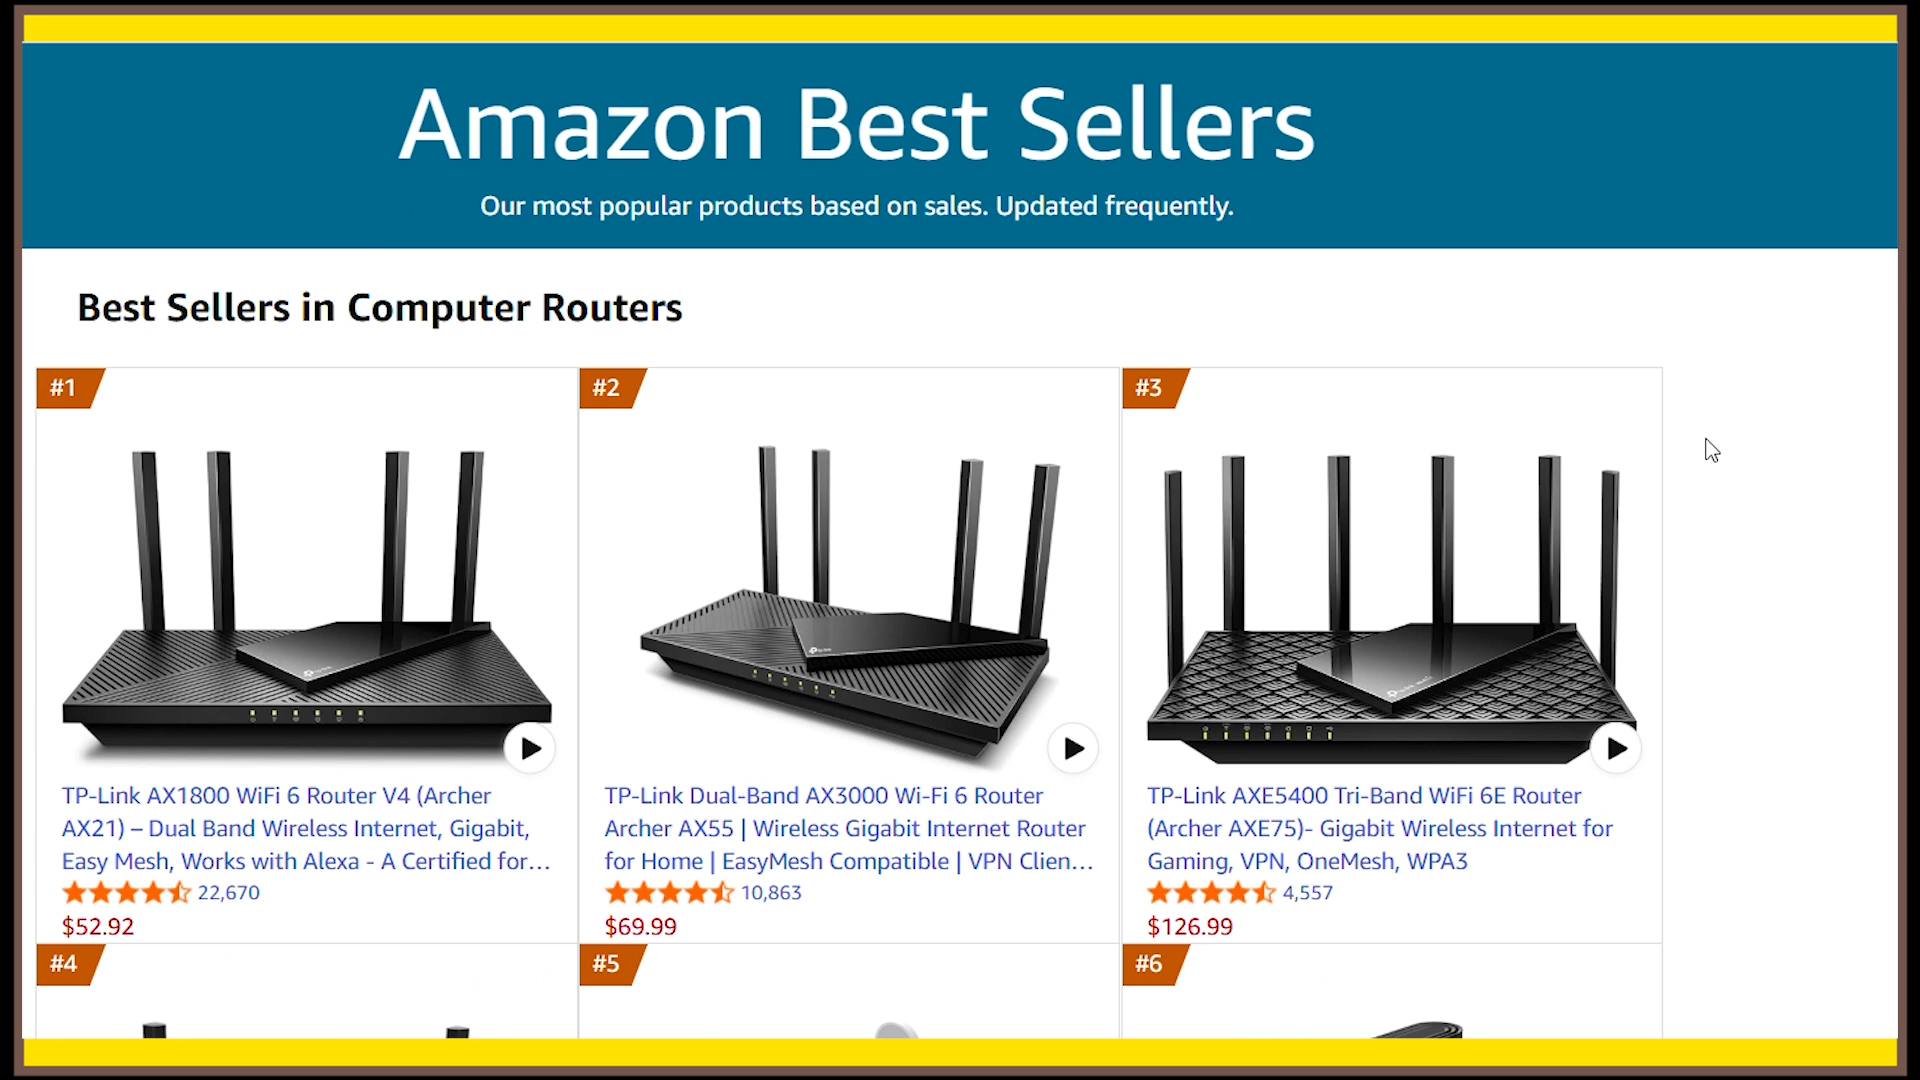 Amazon Best Sellers
Our most popular products based on sales. Updated frequently.
Best Sellers in Computer Routers
#1
#2
#3
TP-Link AX1800 WiFi 6 Router V4 (Archer
AX21) – Dual Band Wireless Internet, Gigabit,
Easy Mesh, Works with Alexa - A Certified for...
22,670
$52.92
TP-Link Dual-Band AX3000 Wi-Fi 6 Router
Archer AX55 | Wireless Gigabit Internet Router
for Home | EasyMesh Compatible | VPN Clien...
10,863
$69.99
TP-Link AXE5400 Tri-Band WiFi 6E Router
(Archer AXE75)- Gigabit Wireless Internet for
Gaming, VPN, OneMesh, WPA3
4,557
$126.99
#4
#5
#6